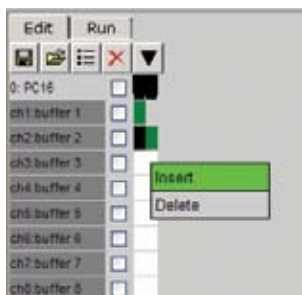 Edit Run
0: PC16
ch1:buffer 1
ch2:buffer 2
ch3:buffer 3
ch4:buffer 4
ch5:buffer 5
ch6:buffer 6
ch7:buffer 7
ch8:buffer 8
Insert
Delete